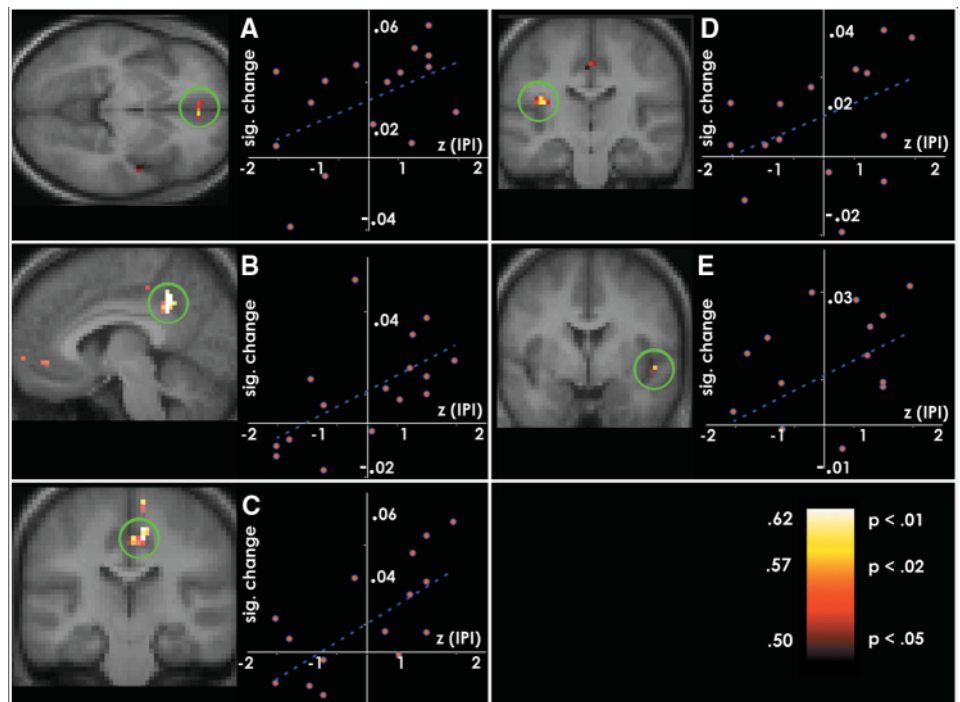 A
sig. change
.06
.02
z (IPI)
-2 -1 1 2
-.04
D
sig. change
.04
.02
z (IPI)
-2 -1 1 2
-.02
B
sig. change
.04
z (IPI)
-2 -1 1 2
-.02
E
sig. change
.03
z (IPI)
-2 -1 1 2
-.01
C
sig. change
.06
.04
z (IPI)
-2 -1 1 2
.62 p < .01
.57 p < .02
.50 p < .05